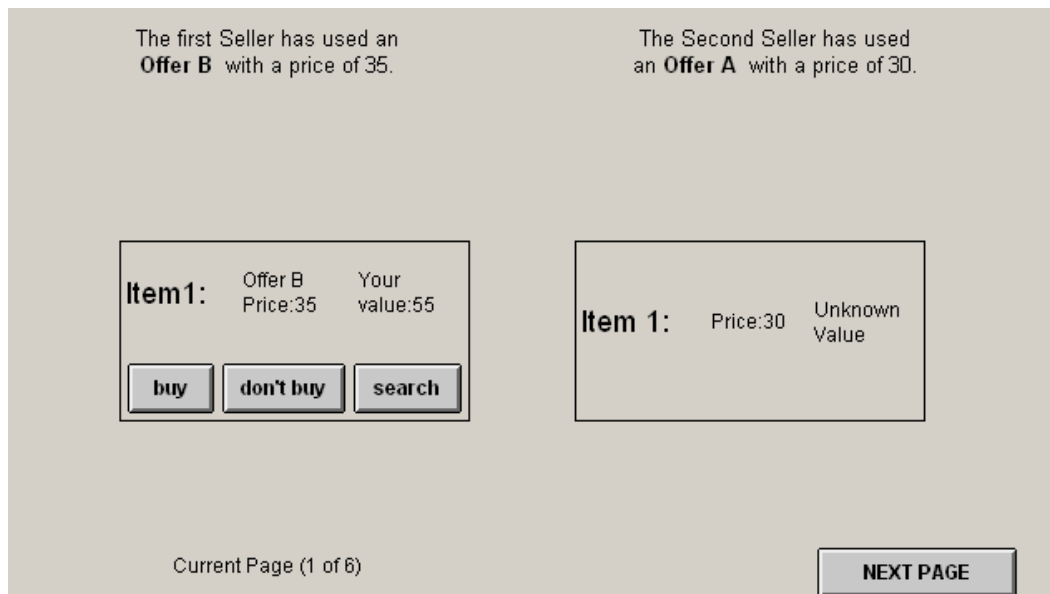 The first Seller has used an
Offer B with a price of 35.
The Second Seller has used
an Offer A with a price of 30.
Item1:
Offer B
Price:35
Your
value:55
buy
don't buy
search
Item 1:
Price:30
Unknown
Value
Current Page (1 of 6)
NEXT PAGE